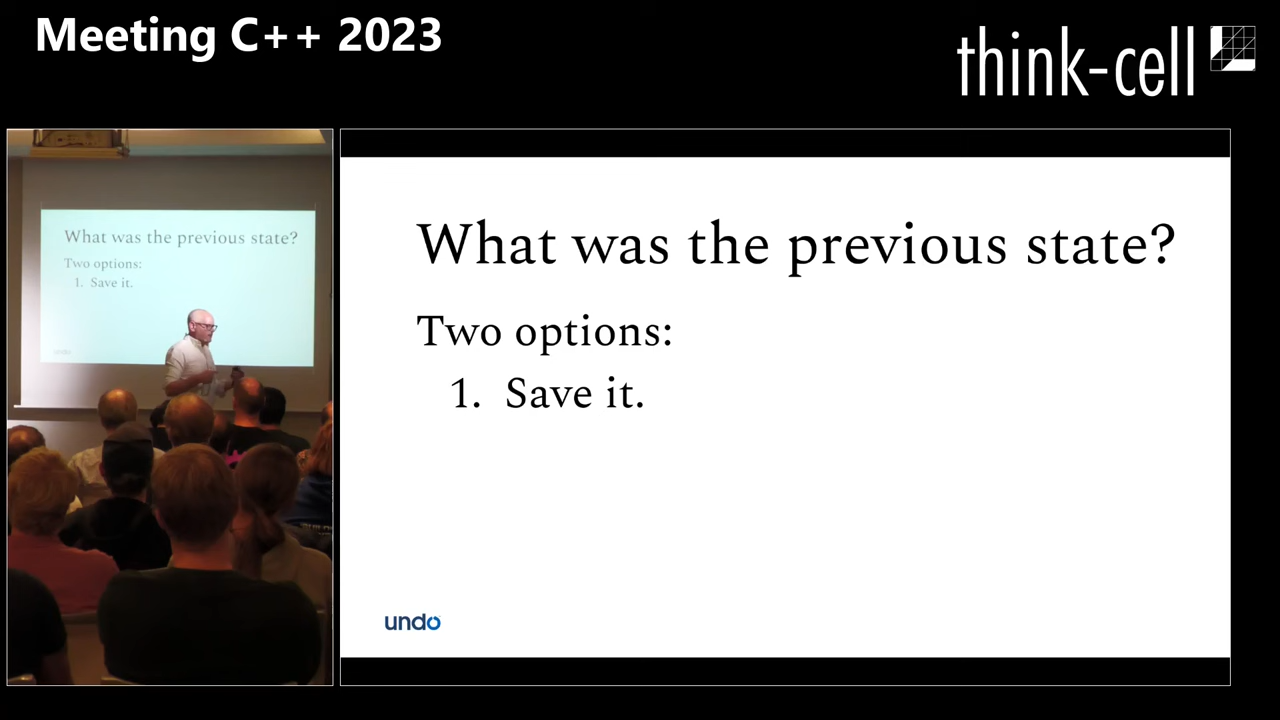 Meeting C++ 2023
think-cell
What was the previous state?
Two options:
1. Save it.
undo
What was the previous state?
Two options:
1. Save it.
undo